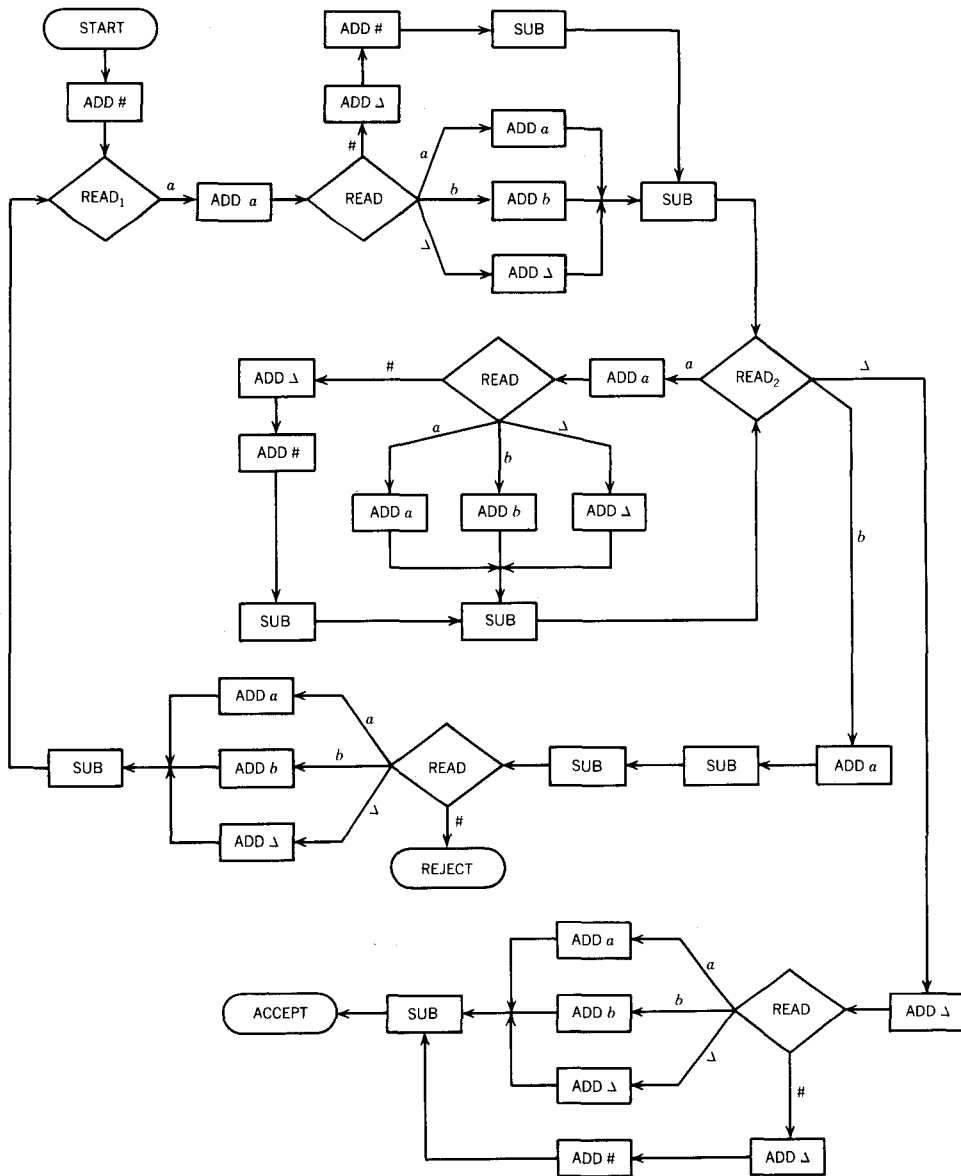 START
ADD #
SUB
ADD #
ADD Δ
#
a
ADD a
READ₁
a
ADD a
READ
b
ADD b
SUB
Δ
ADD Δ
ADD Δ
#
READ
ADD a
a
READ₂
Δ
ADD #
a
b
Δ
ADD a
ADD b
ADD Δ
b
SUB
SUB
ADD a
a
SUB
ADD b
b
READ
SUB
SUB
ADD a
ADD Δ
Δ
#
REJECT
ADD a
a
ACCEPT
SUB
ADD b
b
READ
ADD Δ
ADD Δ
Δ
#
ADD #
ADD Δ